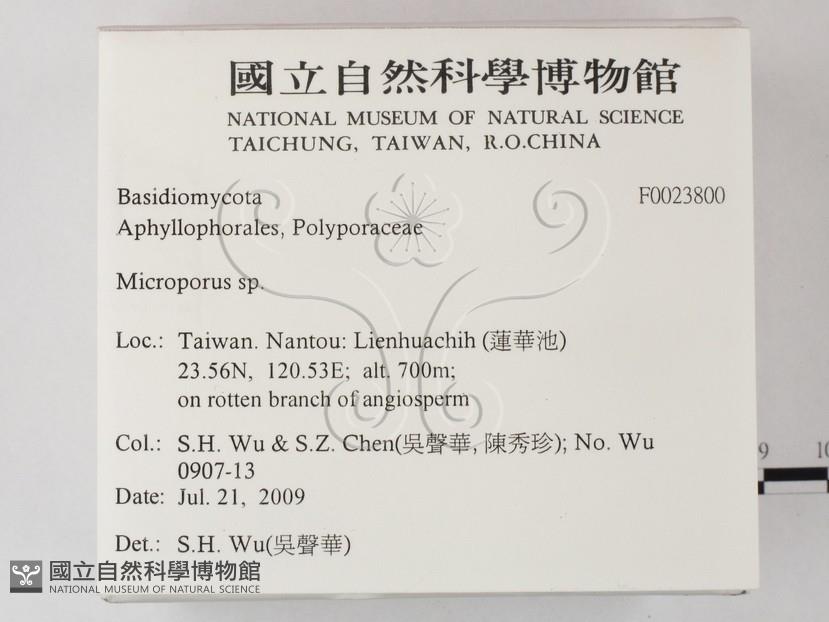 國立自然科學博物館
NATIONAL MUSEUM OF NATURAL SCIENCE
TAICHUNG, TAIWAN, R.O.CHINA
Basidiomycota F0023800
Aphyllophorales, Polyporaceae
Microporus sp.
Loc.: Taiwan. Nantou: Lienhuachih (蓮華池)
23.56N, 120.53E; alt. 700m;
on rotten branch of angiosperm
Col.: S.H. Wu & S.Z. Chen(吳聲華, 陳秀珍); No. Wu
0907-13
Date: Jul. 21, 2009
Det.: S.H. Wu(吳聲華)
9 10
國立自然科學博物館
NATIONAL MUSEUM OF NATURAL SCIENCE